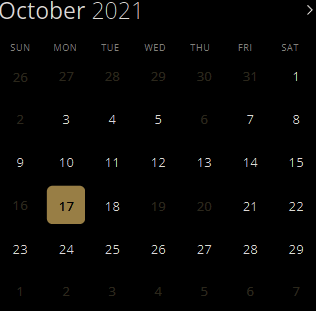 October 2021
SUN MON TUE WED THU FRI SAT
26 27 28 29 30 31 1
2 3 4 5 6 7 8
9 10 11 12 13 14 15
16 17 18 19 20 21 22
23 24 25 26 27 28 29
1 2 3 4 5 6 7